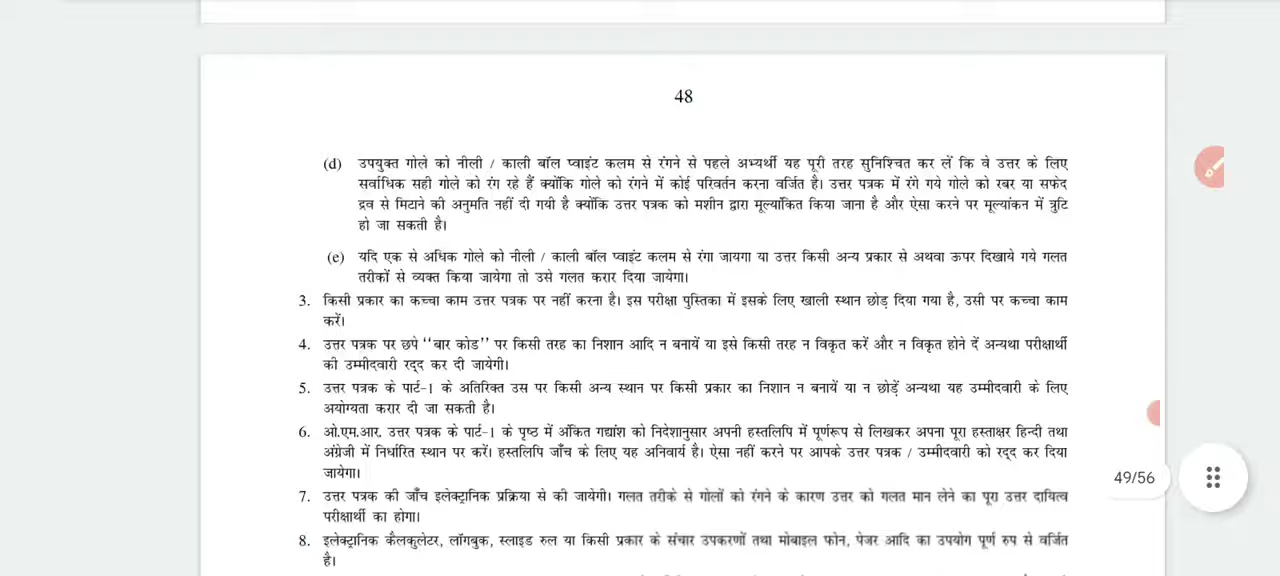 48
(d) उपयुक्त गोले को नीली / काली बॉल प्वाइंट कलम से रंगने से पहले अभ्यर्थी यह पूरी तरह सुनिश्चित कर लें कि वे उत्तर के लिए
सर्वाधिक सही गोले को रंग रहे हैं क्योंकि गोले को रंगने में कोई परिवर्तन करना वर्जित है। उत्तर पत्रक में रंगे गये गोले को रबर या सफेद
द्रव से मिटाने की अनुमति नहीं दी गयी है क्योंकि उत्तर पत्रक को मशीन द्वारा मूल्यांकित किया जाना है और ऐसा करने पर मूल्यांकन में त्रुटि
हो जा सकती है।
(e) यदि एक से अधिक गोले को नीली / काली बॉल प्वाइंट कलम से रंगा जायगा या उत्तर किसी अन्य प्रकार से अथवा ऊपर दिखाये गये गलत
तरीकों से व्यक्त किया जायेगा तो उसे गलत करार दिया जायेगा।
3. किसी प्रकार का कच्चा काम उत्तर पत्रक पर नहीं करना है। इस परीक्षा पुस्तिका में इसके लिए खाली स्थान छोड़ दिया गया है, उसी पर कच्चा काम
करें।
4. उत्तर पत्रक पर छपे ‘‘बार कोड’’ पर किसी तरह का निशान आदि न बनायें या इसे किसी तरह न विकृत करें और न विकृत होने दें अन्यथा परीक्षार्थी
की उम्मीदवारी रद्द कर दी जायेगी।
5. उत्तर पत्रक के पार्ट-1 के अतिरिक्त उस पर किसी अन्य स्थान पर किसी प्रकार का निशान न बनायें या न छोड़ें अन्यथा यह उम्मीदवारी के लिए
अयोग्यता करार दी जा सकती है।
6. ओ.एम.आर. उत्तर पत्रक के पार्ट-1 के पृष्ठ में अंकित गद्यांश को निदेशानुसार अपनी हस्तलिपि में पूर्णरूप से लिखकर अपना पूरा हस्ताक्षर हिन्दी तथा
अंग्रेजी में निर्धारित स्थान पर करें। हस्तलिपि जाँच के लिए यह अनिवार्य है। ऐसा नहीं करने पर आपके उत्तर पत्रक / उम्मीदवारी को रद्द कर दिया
जायेगा।
49/56
7. उत्तर पत्रक की जाँच इलेक्ट्रानिक प्रक्रिया से की जायेगी। गलत तरीके से गोलों को रंगने के कारण उत्तर को गलत मान लेने का पूरा उत्तर दायित्व
परीक्षार्थी का होगा।
8. इलेक्ट्रानिक कैलकुलेटर, लॉगबुक, स्लाइड रुल या किसी प्रकार के संचार उपकरणों तथा मोबाइल फोन, पेजर आदि का उपयोग पूर्ण रुप से वर्जित
है।